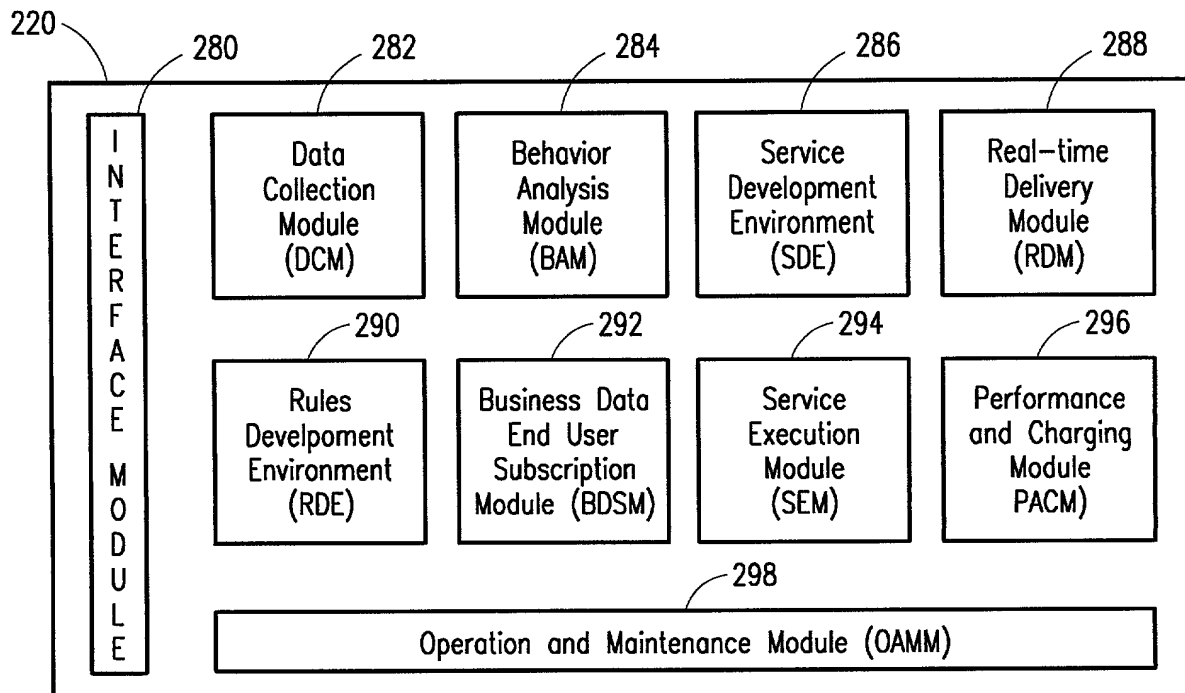 220
280
282
284
286
288
INTERFACE MODULE
Data
Collection
Module
(DCM)
Behavior
Analysis
Module
(BAM)
Service
Development
Environment
(SDE)
Real-time
Delivery
Module
(RDM)
290
292
294
296
Rules
Develpoment
Environment
(RDE)
Business Data
End User
Subscription
Module (BDSM)
Service
Execution
Module
(SEM)
Performance
and Charging
Module
PACM)
298
Operation and Maintenance Module (OAMM)